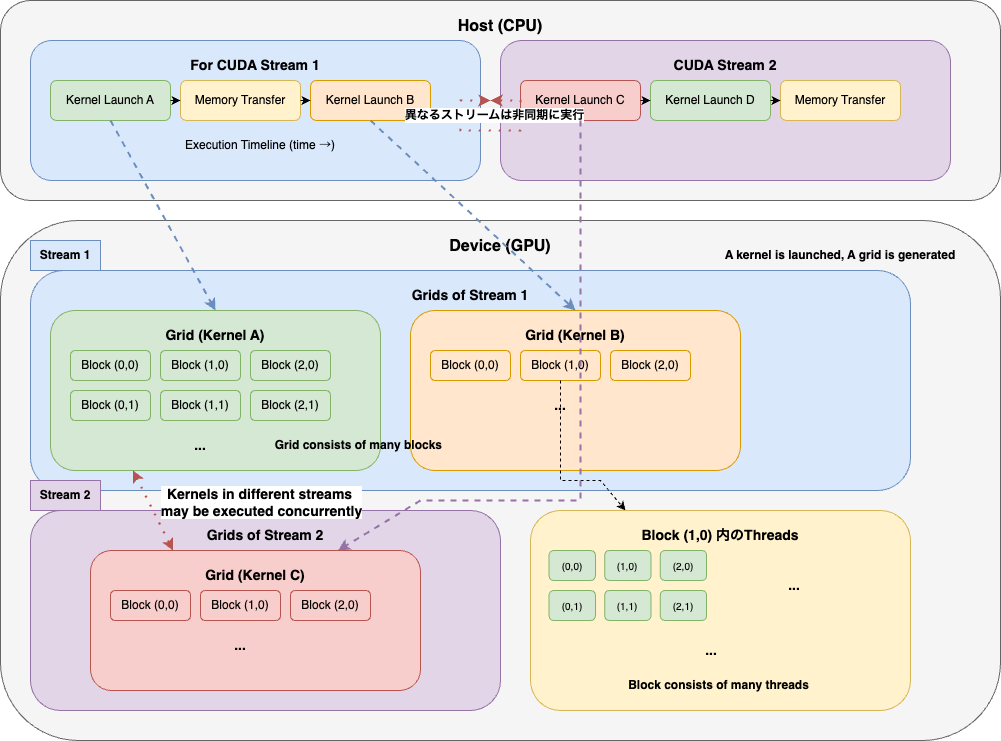 Host (CPU)
For CUDA Stream 1
Kernel Launch A
Memory Transfer
Kernel Launch B
Execution Timeline (time →)
異なるストリームは非同期に実行
CUDA Stream 2
Kernel Launch C
Kernel Launch D
Memory Transfer
Device (GPU)
A kernel is launched, A grid is generated
Stream 1
Grids of Stream 1
Grid (Kernel A)
Block (0,0)
Block (1,0)
Block (2,0)
Block (0,1)
Block (1,1)
Block (2,1)
...
Grid consists of many blocks
Grid (Kernel B)
Block (0,0)
Block (1,0)
Block (2,0)
...
Kernels in different streams
may be executed concurrently
Stream 2
Grids of Stream 2
Grid (Kernel C)
Block (0,0)
Block (1,0)
Block (2,0)
...
Block (1,0) 内のThreads
(0,0)
(1,0)
(2,0)
...
(0,1)
(1,1)
(2,1)
...
Block consists of many threads